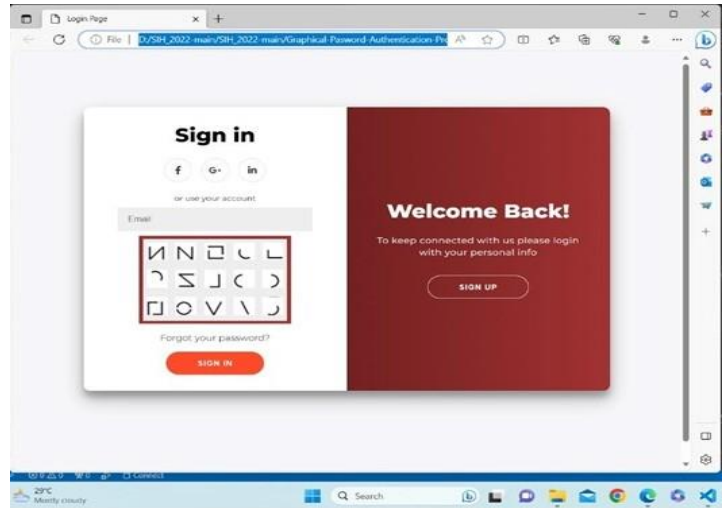 Login Page
File | D:/SIH_2022-main/SIH_2022-main/Graphical-Pasword-Authentication-Pr
Sign in
f G+ in
or use your account
Email
Forgot your password?
SIGN IN
Welcome Back!
To keep connected with us please login
with your personal info
SIGN UP
Connect
29°C
Mostly cloudy
Search